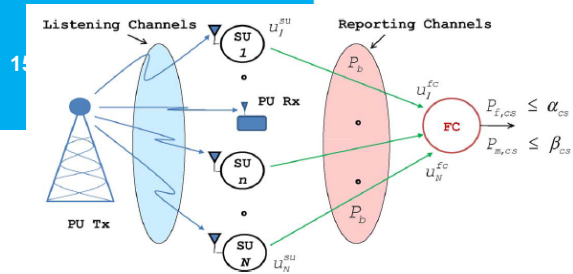 Listening Channels
Reporting Channels
15
SU
1
u_1^{su}
P_b
PU Rx
u_1^{fc}
FC
P_{f,cs} ≤ α_{cs}
P_{m,cs} ≤ β_{cs}
SU
n
u_N^{fc}
PU Tx
P_b
SU
N
u_N^{su}